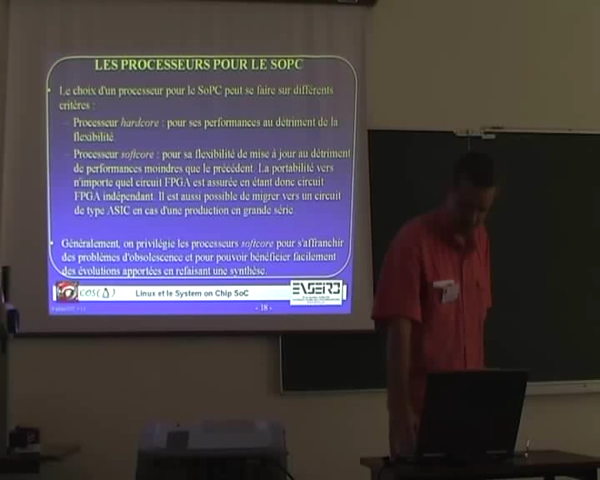 LES PROCESSEURS POUR LE SOPC
Le choix d'un processeur pour le SoPC peut se faire sur différents
critères :
– Processeur hardcore : pour ses performances au détriment de la
flexibilité.
– Processeur softcore : pour sa flexibilité de mise à jour au détriment
de performances moindres que le précédent. La portabilité vers
n'importe quel circuit FPGA est assurée en étant donc circuit
FPGA indépendant. Il est aussi possible de migrer vers un circuit
de type ASIC en cas d'une production en grande série.
Généralement, on privilégie les processeurs softcore pour s'affranchir
des problèmes d'obsolescence et pour pouvoir bénéficier facilement
des évolutions apportées en refaisant une synthèse.
Linux et le System on Chip SoC
ENSEIRB
- 18 -